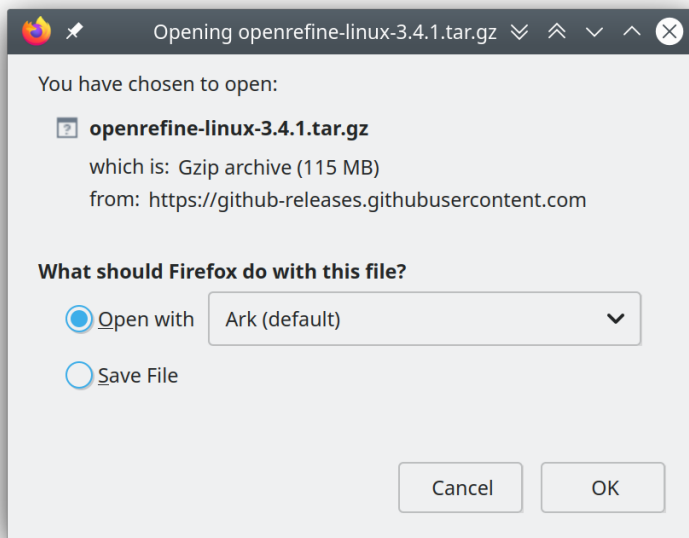 Opening openrefine-linux-3.4.1.tar.gz
You have chosen to open:
openrefine-linux-3.4.1.tar.gz
which is: Gzip archive (115 MB)
from: https://github-releases.githubusercontent.com
What should Firefox do with this file?
Open with Ark (default)
Save File
Cancel OK